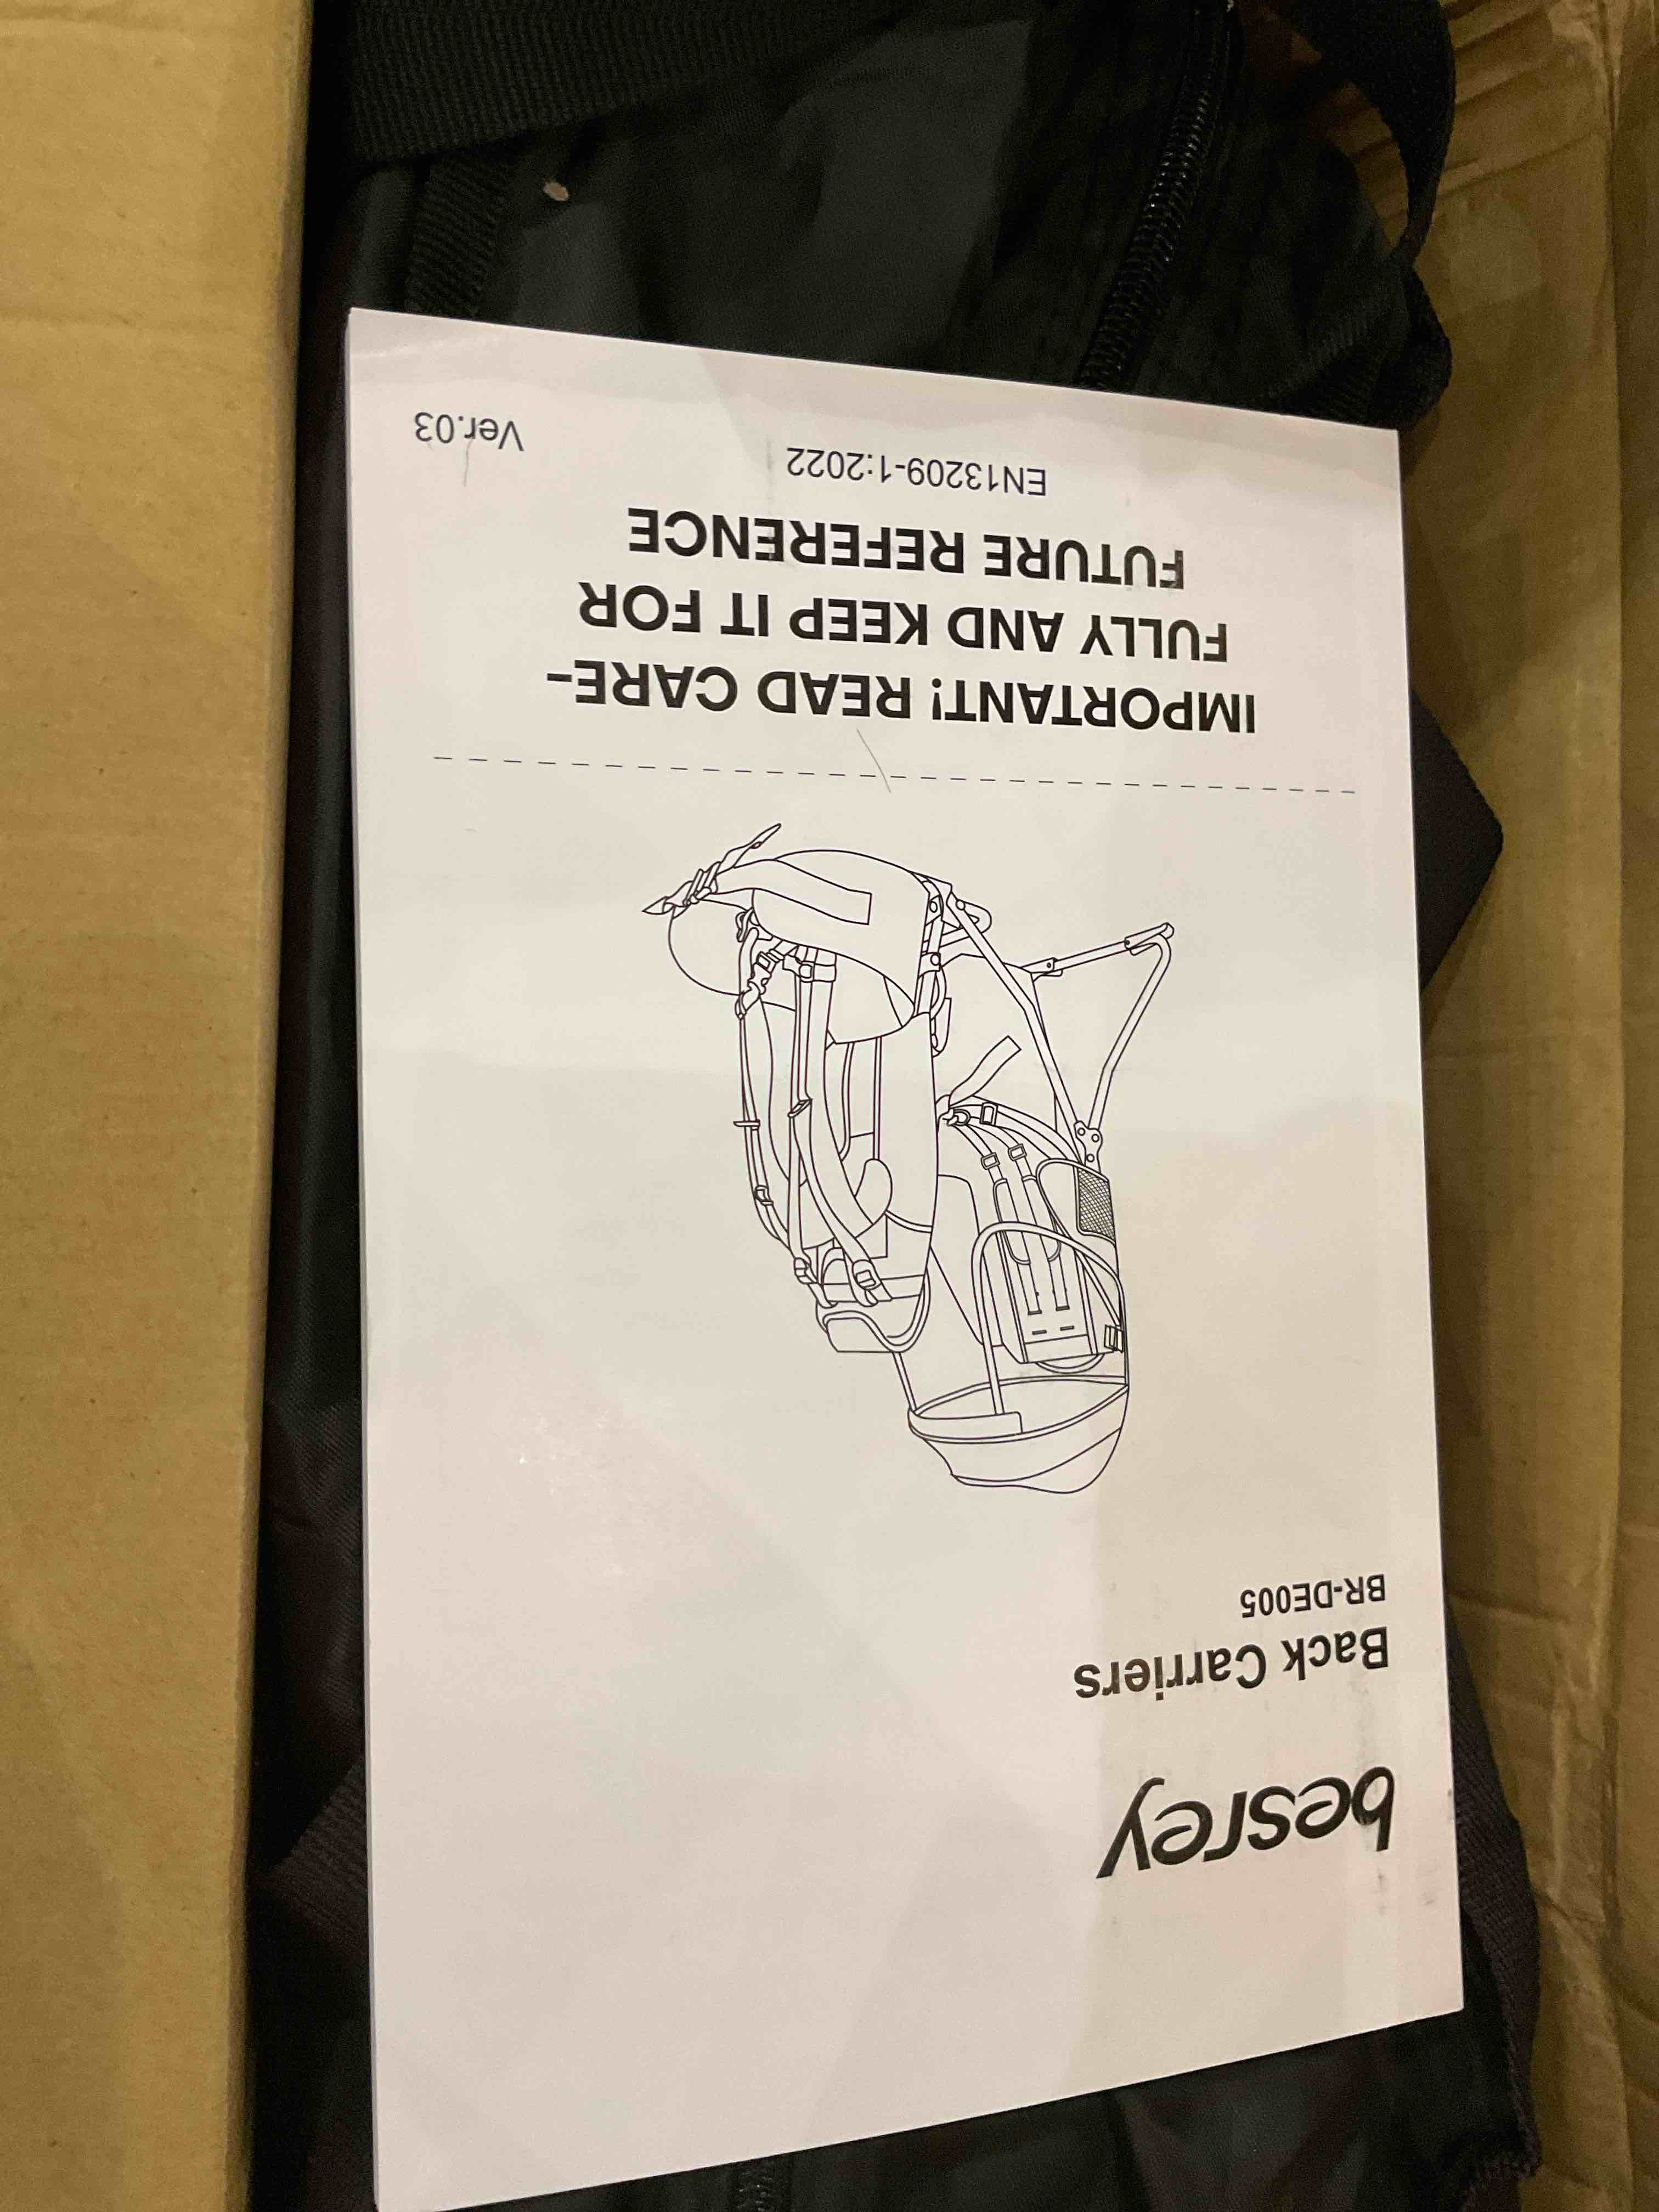 besrey
Back Carriers
BR-DE005
IMPORTANT! READ CARE-
FULLY AND KEEP IT FOR
FUTURE REFERENCE
EN13209-1:2022
Ver.03